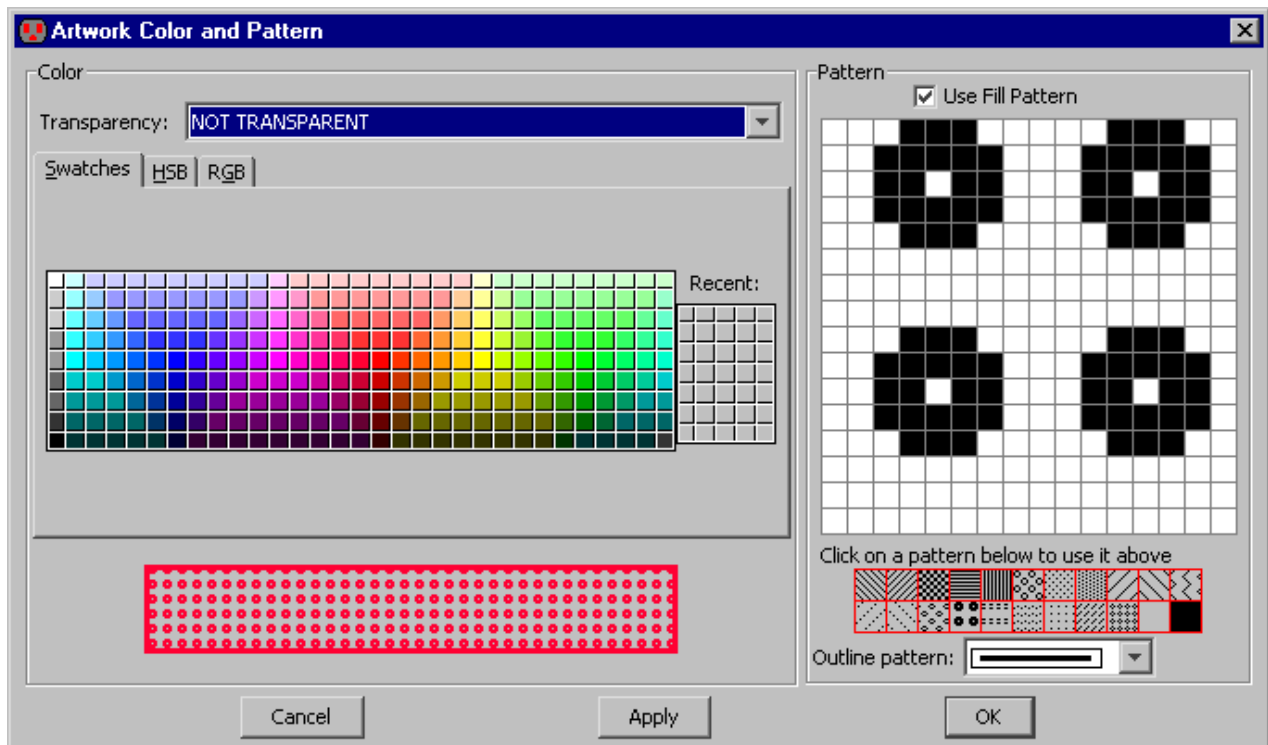 Artwork Color and Pattern
Color
Transparency: NOT TRANSPARENT
Swatches HSB RGB
Recent:
Pattern
Use Fill Pattern
Click on a pattern below to use it above
Outline pattern:
Cancel Apply OK